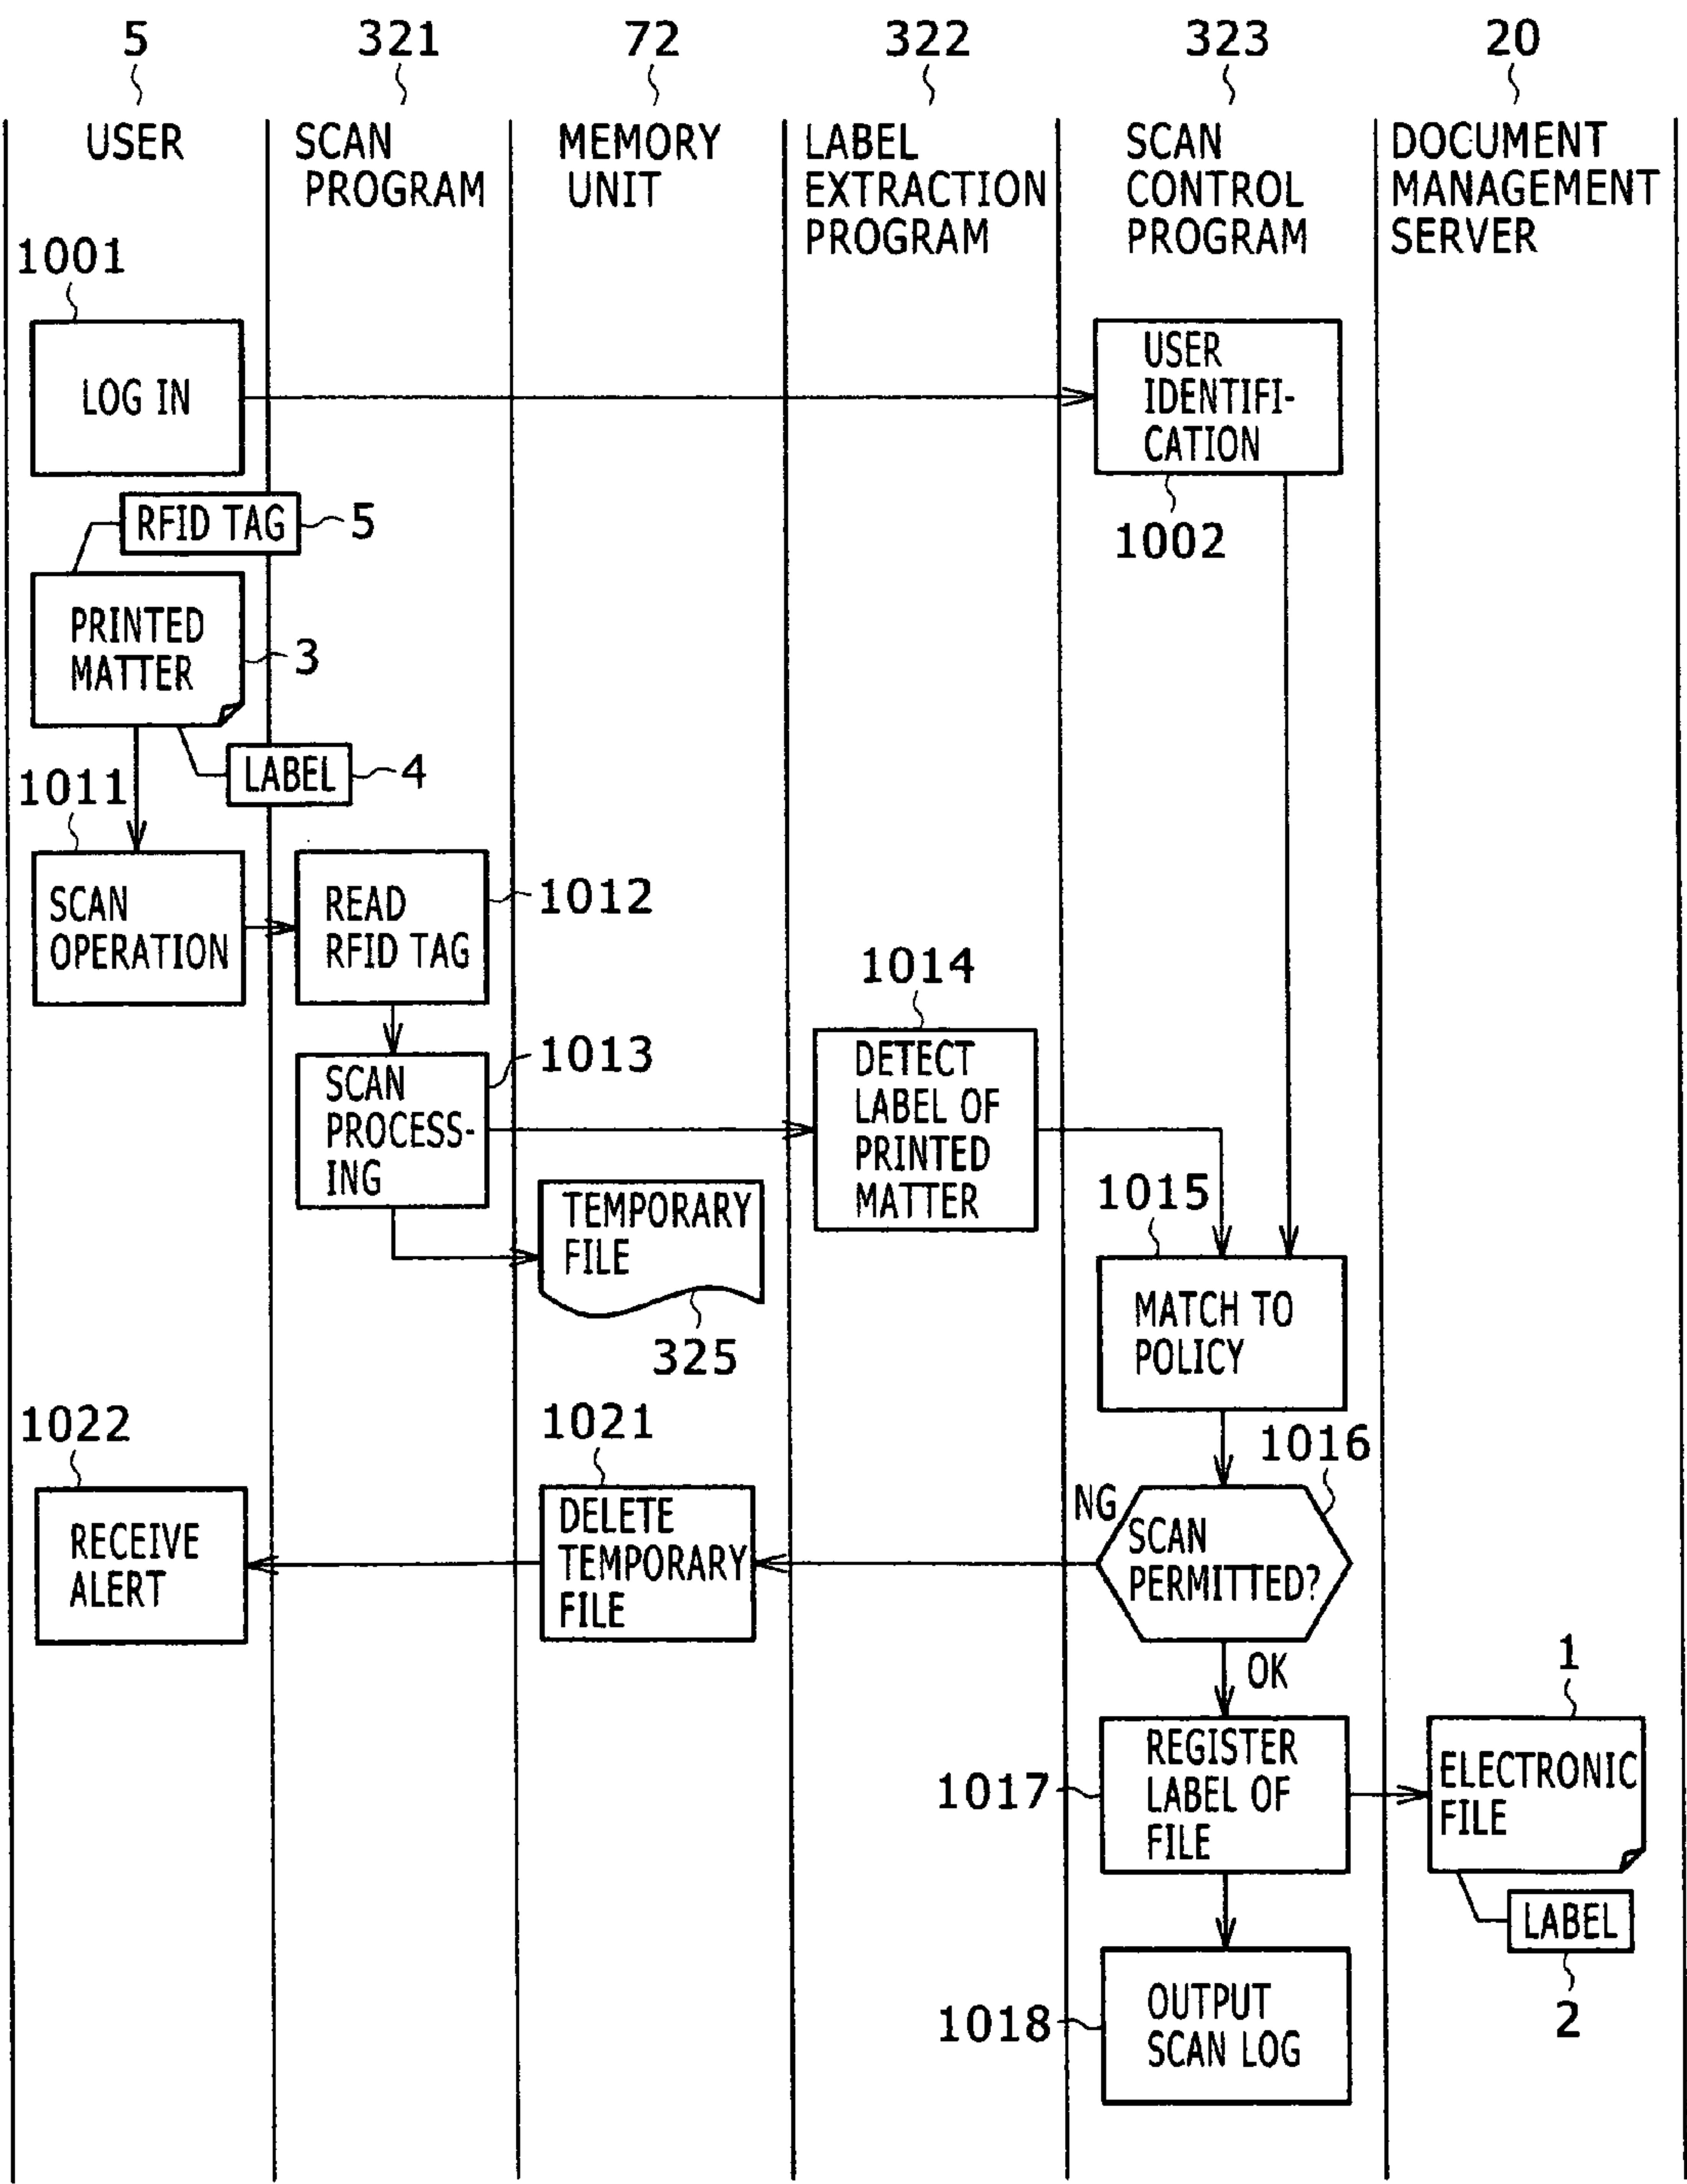 5
321
72
322
323
20
USER
SCAN
PROGRAM
MEMORY
UNIT
LABEL
EXTRACTION
PROGRAM
SCAN
CONTROL
PROGRAM
DOCUMENT
MANAGEMENT
SERVER
1001
LOG IN
USER
IDENTIFI-
CATION
1002
RFID TAG
5
PRINTED
MATTER
3
LABEL
4
1011
SCAN
OPERATION
READ
RFID TAG
1012
1013
SCAN
PROCESS-
ING
1014
DETECT
LABEL OF
PRINTED
MATTER
TEMPORARY
FILE
325
1015
MATCH TO
POLICY
1016
NG
SCAN
PERMITTED?
1021
DELETE
TEMPORARY
FILE
1022
RECEIVE
ALERT
OK
1017
REGISTER
LABEL OF
FILE
1
ELECTRONIC
FILE
LABEL
2
1018
OUTPUT
SCAN LOG